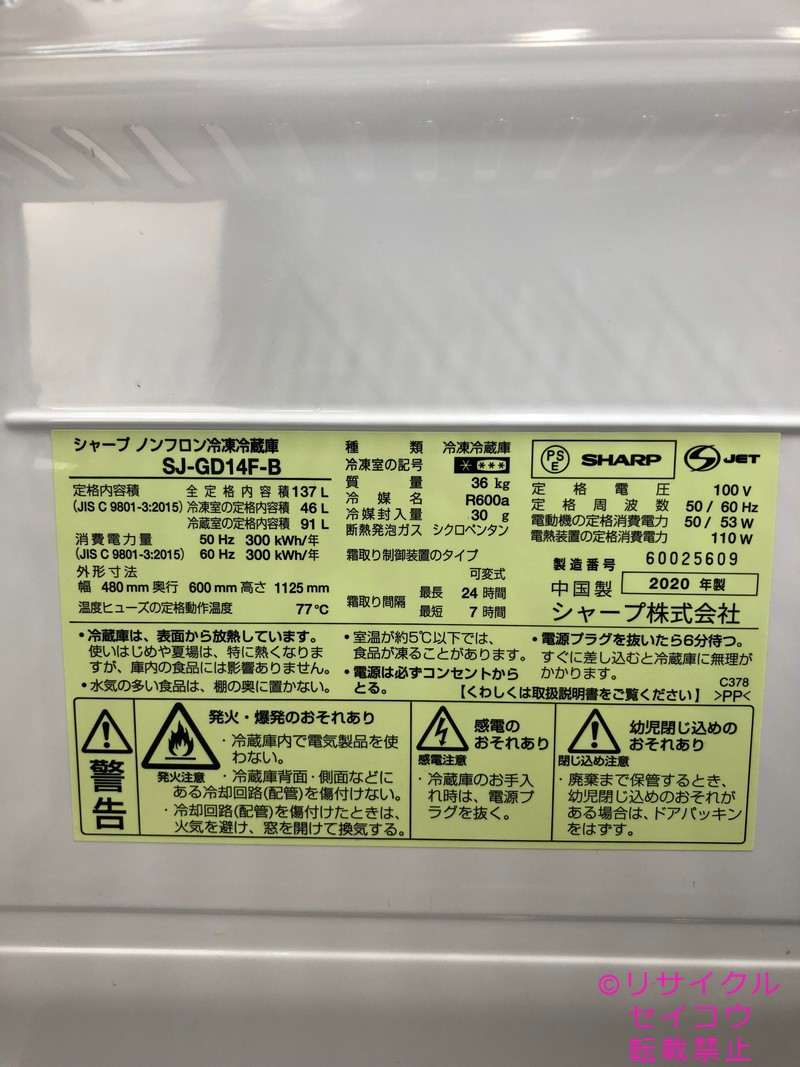 シャープ ノンフロン冷凍冷蔵庫
SJ-GD14F-B
定格内容積 全定格内容積 137 L
(JIS C 9801-3:2015) 冷凍室の定格内容積 46 L
冷蔵室の定格内容積 91 L
消費電力量 50 Hz 300 kWh/年
(JIS C 9801-3:2015) 60 Hz 300 kWh/年
外形寸法
幅 480 mm 奥行 600 mm 高さ 1125 mm
温度ヒューズの定格動作温度 77℃
種類 冷凍冷蔵庫
冷凍室の記号 * ***
質量 36 kg
冷媒名 R600a
冷媒封入量 30 g
断熱発泡ガス シクロペンタン
霜取り制御装置のタイプ
可変式
霜取り間隔 最長 24 時間
最短 7 時間
PS E SHARP JET
定格電圧 100 V
定格周波数 50 / 60 Hz
電動機の定格消費電力 50 / 53 W
電熱装置の定格消費電力 110 W
製造番号 60025609
中国製 2020 年製
シャープ株式会社
・冷蔵庫は、表面から放熱しています。
使いはじめや夏場は、特に熱くなりま
すが、庫内の食品には影響ありません。
・水気の多い食品は、棚の奥に置かない。
・室温が約5℃以下では、
食品が凍ることがあります。
・電源は必ずコンセントから
とる。
・電源プラグを抜いたら6分待つ。
すぐに差し込むと冷蔵庫に無理が
かかります。
C378
【くわしくは取扱説明書をご覧ください】 >PP<
警告
発火注意
発火・爆発のおそれあり
・冷蔵庫内で電気製品を使
わない。
・冷蔵庫背面・側面などに
ある冷却回路(配管)を傷付けない。
・冷却回路(配管)を傷付けたときは、
火気を避け、窓を開けて換気する。
感電注意
感電の
おそれあり
・冷蔵庫のお手入
れ時は、電源プ
ラグを抜く。
閉じ込め注意
幼児閉じ込めの
おそれあり
・廃棄まで保管するとき、
幼児閉じ込めのおそれが
ある場合は、ドアパッキン
をはずす。
©リサイクル
セイコウ
転載禁止